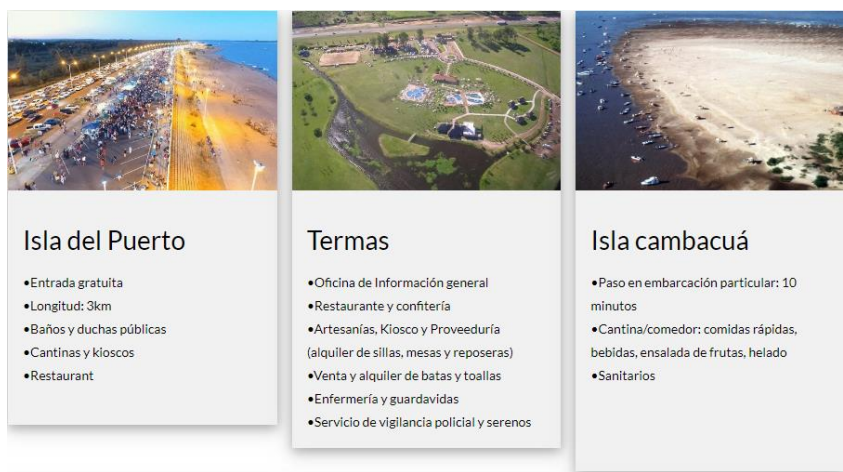 Isla del Puerto
•Entrada gratuita
•Longitud: 3km
•Baños y duchas públicas
•Cantinas y kioscos
•Restaurant
Termas
•Oficina de Información general
•Restaurante y confitería
•Artesanías, Kiosco y Proveeduría
(alquiler de sillas, mesas y reposeras)
•Venta y alquiler de batas y toallas
•Enfermería y guardavidas
•Servicio de vigilancia policial y serenos
Isla cambacuá
•Paso en embarcación particular: 10
minutos
•Cantina/comedor: comidas rápidas,
bebidas, ensalada de frutas, helado
•Sanitarios